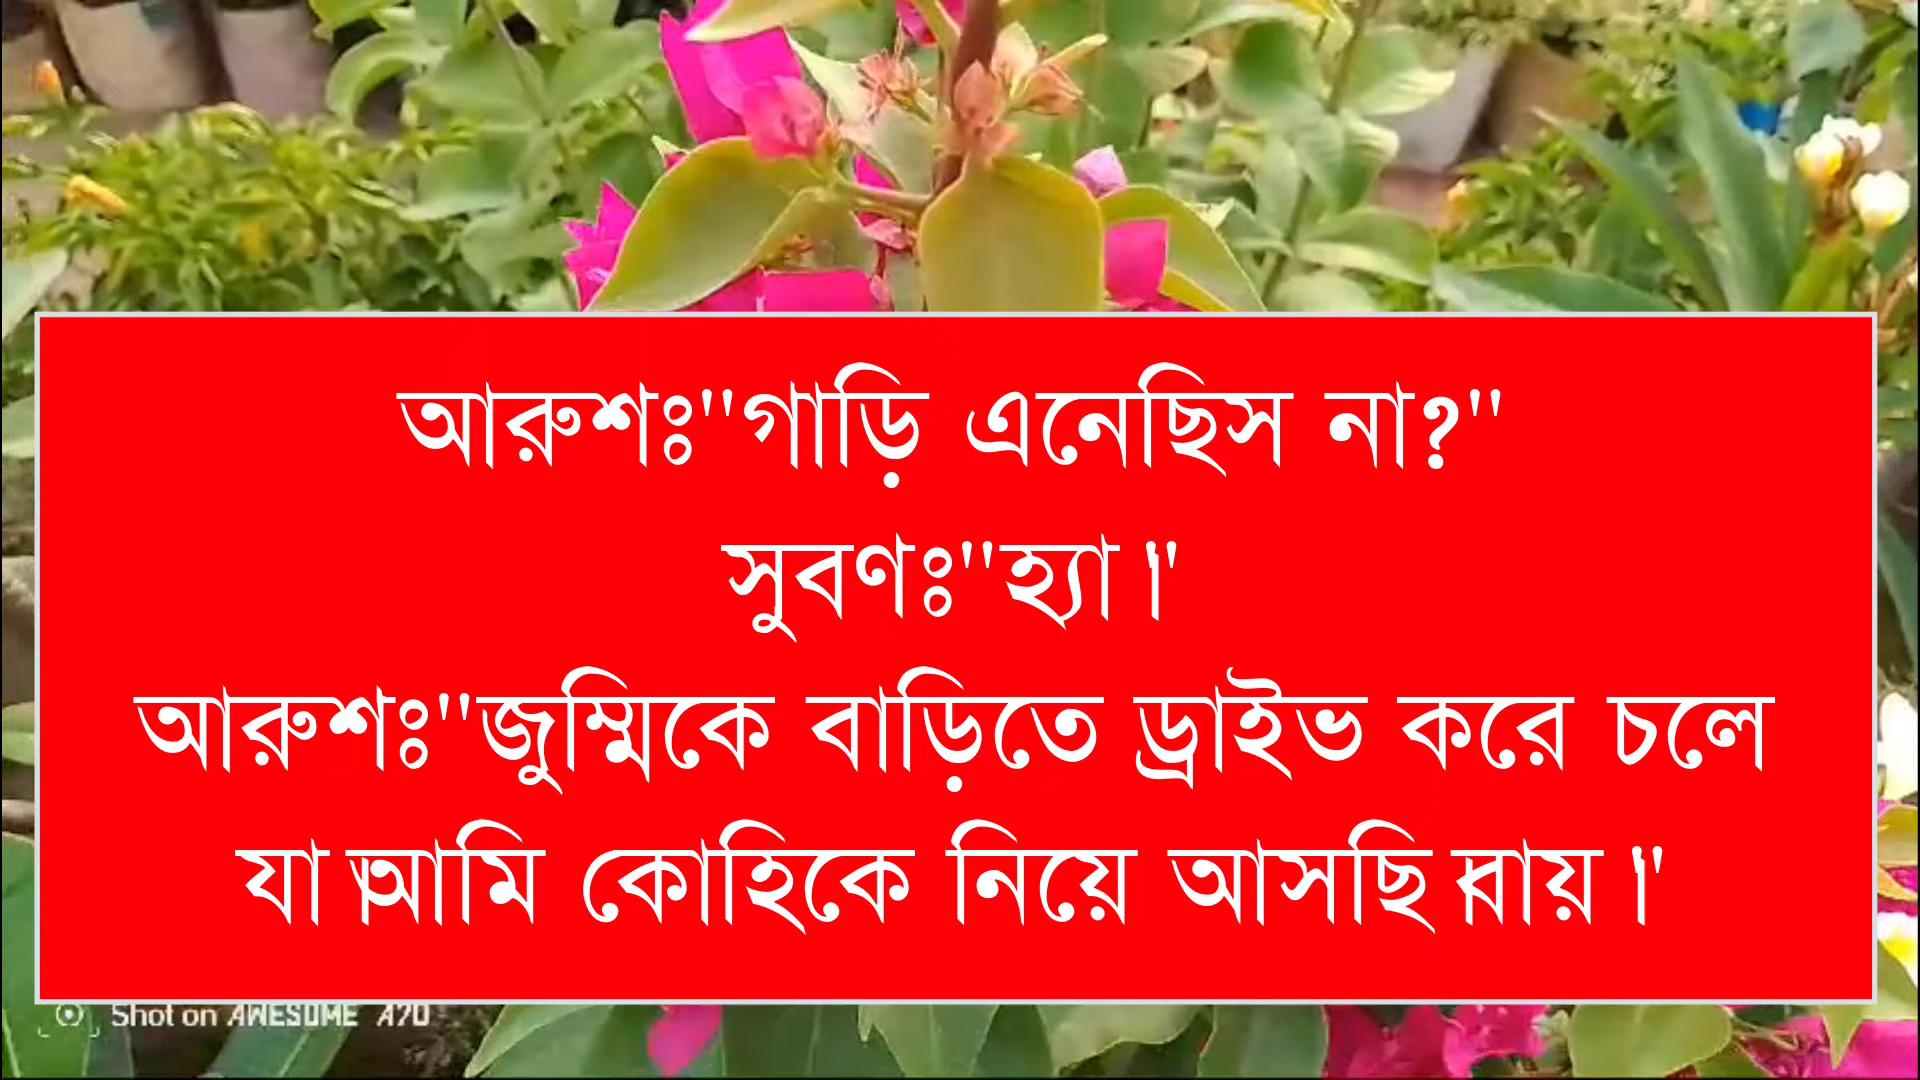 আরুশঃ"গাড়ি এনেছিস না?"
সুবণঃ"হ্যা।"
আরুশঃ"জুম্মিকে বাড়িতে ড্রাইভ করে চলে
যা।আমি কোহিকে নিয়ে আসছি।বায়।"
Shot on AWESOME A70